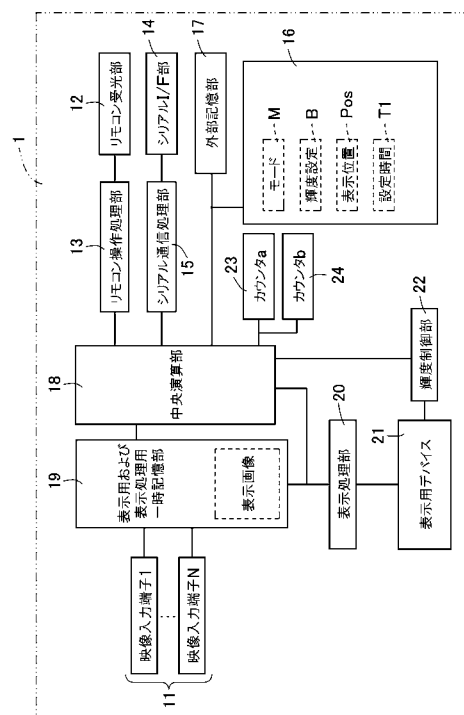 1
リモコン受光部
12
シリアルI/F部
14
外部記憶部
17
リモコン操作処理部
13
シリアル通信処理部
15
16
モード
M
輝度設定
B
表示位置
Pos
設定時間
T1
カウンタa
23
カウンタb
24
中央演算部
18
輝度制御部
22
表示用および
表示処理用
一時記憶部
19
表示画像
表示処理部
20
表示用デバイス
21
映像入力端子1
映像入力端子N
11